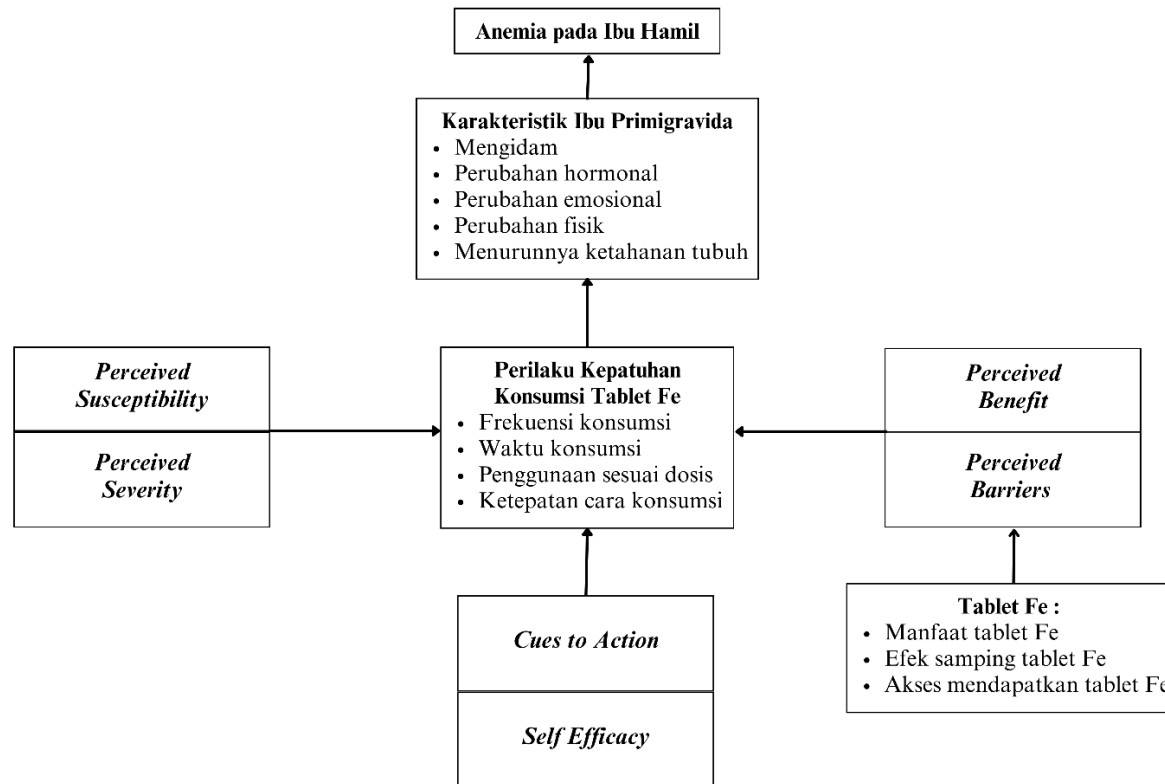 Anemia pada Ibu Hamil
Karakteristik Ibu Primigravida
• Mengidam
• Perubahan hormonal
• Perubahan emosional
• Perubahan fisik
• Menurunnya ketahanan tubuh
Perceived
Susceptibility
Perceived
Severity
Perilaku Kepatuhan
Konsumsi Tablet Fe
• Frekuensi konsumsi
• Waktu konsumsi
• Penggunaan sesuai dosis
• Ketepatan cara konsumsi
Perceived
Benefit
Perceived
Barriers
Cues to Action
Self Efficacy
Tablet Fe :
• Manfaat tablet Fe
• Efek samping tablet Fe
• Akses mendapatkan tablet Fe